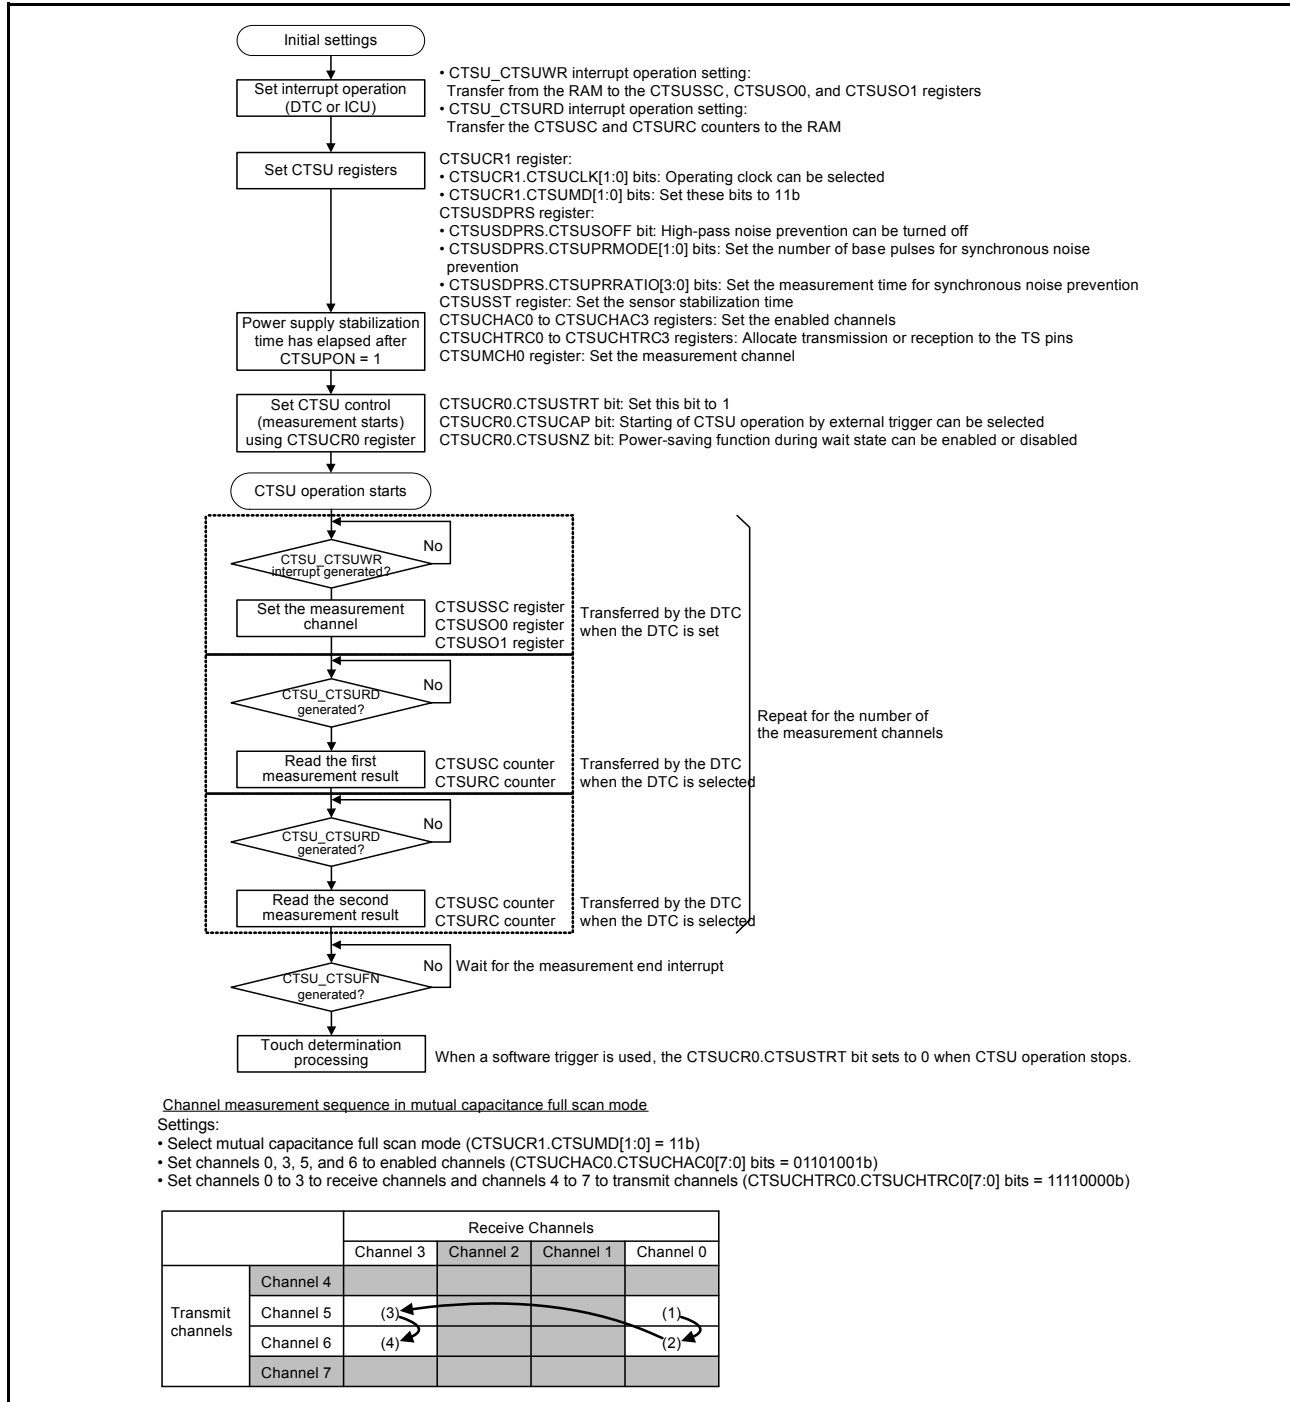 Initial settings
Set interrupt operation
(DTC or ICU)
• CTSU_CTSUWR interrupt operation setting:
Transfer from the RAM to the CTSUSSC, CTSUSO0, and CTSUSO1 registers
• CTSU_CTSURD interrupt operation setting:
Transfer the CTSUSC and CTSURC counters to the RAM
Set CTSU registers
CTSUCR1 register:
• CTSUCR1.CTSUCLK[1:0] bits: Operating clock can be selected
• CTSUCR1.CTSUMD[1:0] bits: Set these bits to 11b
CTSUSDPRS register:
• CTSUSDPRS.CTSUSOFF bit: High-pass noise prevention can be turned off
• CTSUSDPRS.CTSUPRMODE[1:0] bits: Set the number of base pulses for synchronous noise
prevention
• CTSUSDPRS.CTSUPRRATIO[3:0] bits: Set the measurement time for synchronous noise prevention
CTSUSST register: Set the sensor stabilization time
CTSUCHAC0 to CTSUCHAC3 registers: Set the enabled channels
CTSUCHTRC0 to CTSUCHTRC3 registers: Allocate transmission or reception to the TS pins
CTSUMCH0 register: Set the measurement channel
Power supply stabilization
time has elapsed after
CTSUPON = 1
Set CTSU control
(measurement starts)
using CTSUCR0 register
CTSUCR0.CTSUSTRT bit: Set this bit to 1
CTSUCR0.CTSUCAP bit: Starting of CTSU operation by external trigger can be selected
CTSUCR0.CTSUSNZ bit: Power-saving function during wait state can be enabled or disabled
CTSU operation starts
No
CTSU_CTSUWR
interrupt generated?
Set the measurement
channel
CTSUSSC register
CTSUSO0 register
CTSUSO1 register
Transferred by the DTC
when the DTC is set
No
CTSU_CTSURD
generated?
Repeat for the number of
the measurement channels
Read the first
measurement result
CTSUSC counter
CTSURC counter
Transferred by the DTC
when the DTC is selected
No
CTSU_CTSURD
generated?
Read the second
measurement result
CTSUSC counter
CTSURC counter
Transferred by the DTC
when the DTC is selected
No
Wait for the measurement end interrupt
CTSU_CTSUFN
generated?
Touch determination
processing
When a software trigger is used, the CTSUCR0.CTSUSTRT bit sets to 0 when CTSU operation stops.
Channel measurement sequence in mutual capacitance full scan mode
Settings:
• Select mutual capacitance full scan mode (CTSUCR1.CTSUMD[1:0] = 11b)
• Set channels 0, 3, 5, and 6 to enabled channels (CTSUCHAC0.CTSUCHAC0[7:0] bits = 01101001b)
• Set channels 0 to 3 to receive channels and channels 4 to 7 to transmit channels (CTSUCHTRC0.CTSUCHTRC0[7:0] bits = 11110000b)
Receive Channels
Channel 3 Channel 2 Channel 1 Channel 0
Transmit
channels
Channel 4
Channel 5 (3) (1)
Channel 6 (4) (2)
Channel 7